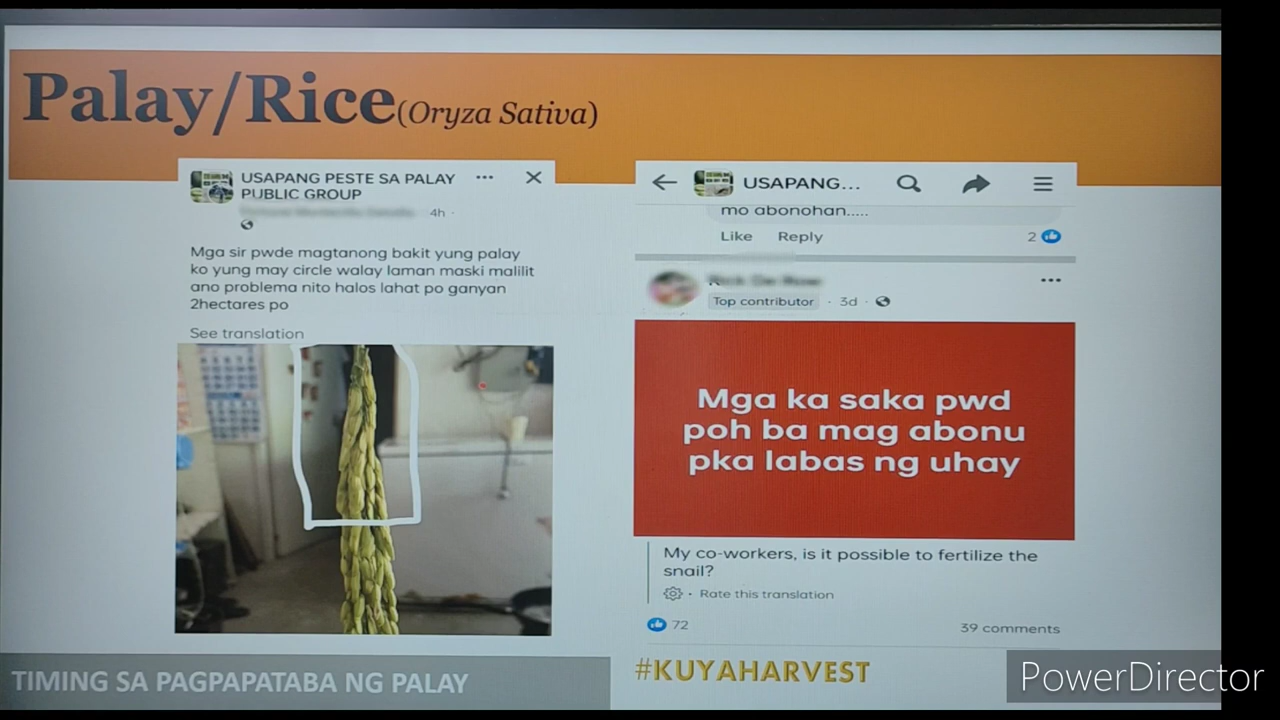 Palay/Rice(Oryza Sativa)
USAPANG PESTE SA PALAY
PUBLIC GROUP
4h ·
Mga sir pwde magtanong bakit yung palay
ko yung may circle walay laman maski malilit
ano problema nito halos lahat po ganyan
2hectares po
See translation
USAPANG...
mo abonohan.....
Like Reply
2
Top contributor · 3d ·
Mga ka saka pwd
poh ba mag abonu
pka labas ng uhay
My co-workers, is it possible to fertilize the
snail?
· Rate this translation
72
39 comments
TIMING SA PAGPAPATABA NG PALAY
#KUYAHARVEST
PowerDirector